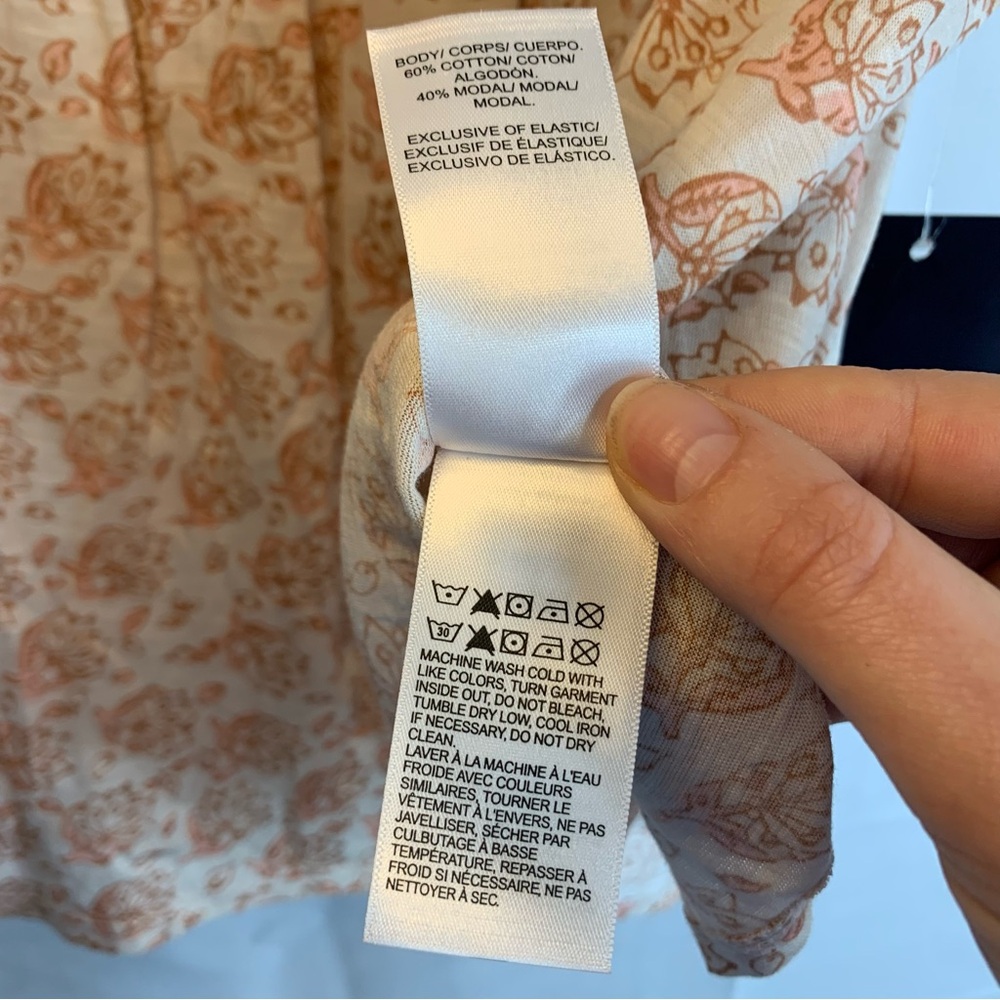 BODY/ CORPS/ CUERPO.
60% COTTON/ COTON/
ALGODÓN.
40% MODAL/ MODAL/
MODAL.
EXCLUSIVE OF ELASTIC/
EXCLUSIF DE ÉLASTIQUE/
EXCLUSIVO DE ELÁSTICO.
30
MACHINE WASH COLD WITH
LIKE COLORS, TURN GARMENT
INSIDE OUT, DO NOT BLEACH,
TUMBLE DRY LOW, COOL IRON
IF NECESSARY, DO NOT DRY
CLEAN.
LAVER À LA MACHINE À L'EAU
FROIDE AVEC COULEURS
SIMILAIRES, TOURNER LE
VÊTEMENT À L'ENVERS, NE PAS
JAVELLISER, SÉCHER PAR
CULBUTAGE À BASSE
TEMPÉRATURE, REPASSER À
FROID SI NÉCESSAIRE, NE PAS
NETTOYER À SEC.